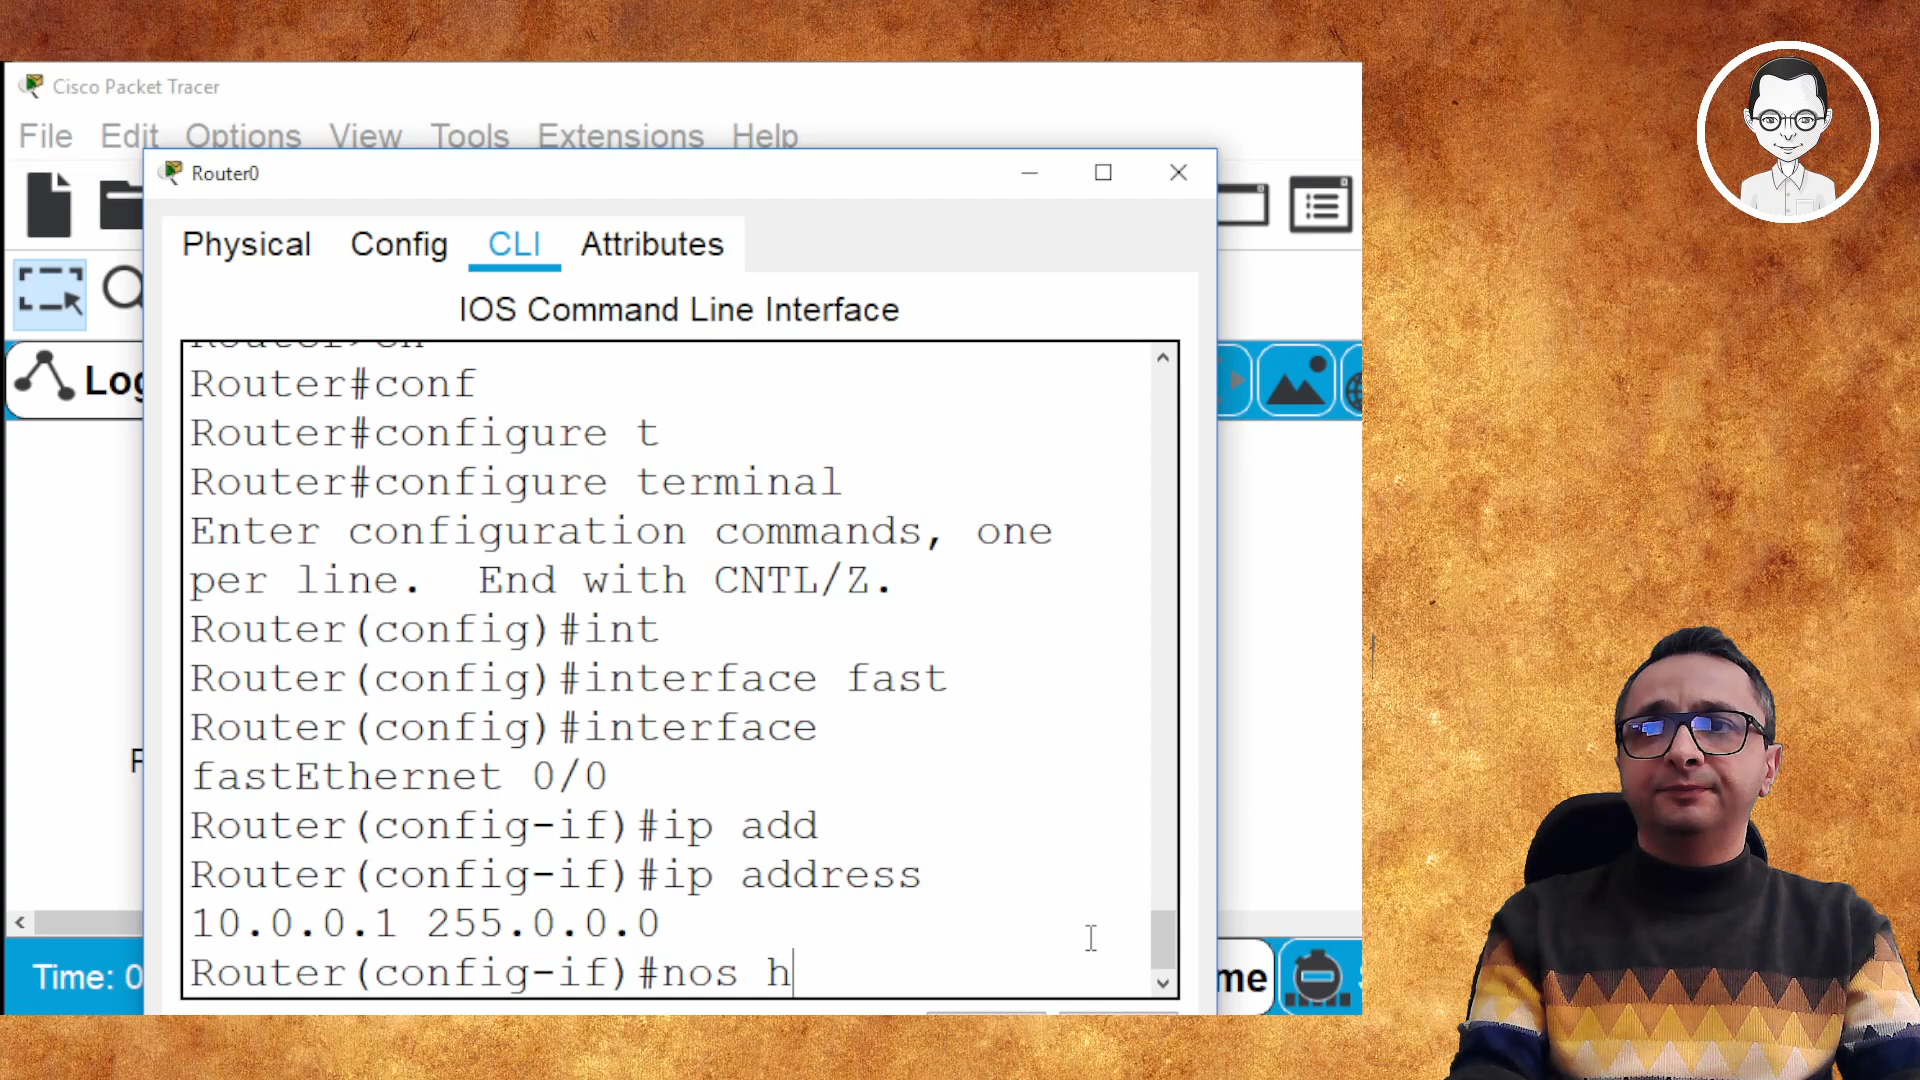 Cisco Packet Tracer
File Edit Options View Tools Extensions Help
Router0
Physical Config CLI Attributes
IOS Command Line Interface
Router#conf
Router#configure t
Router#configure terminal
Enter configuration commands, one
per line. End with CNTL/Z.
Router(config)#int
Router(config)#interface fast
Router(config)#interface
fastEthernet 0/0
Router(config-if)#ip add
Router(config-if)#ip address
10.0.0.1 255.0.0.0
Router(config-if)#nos h
Time: 0